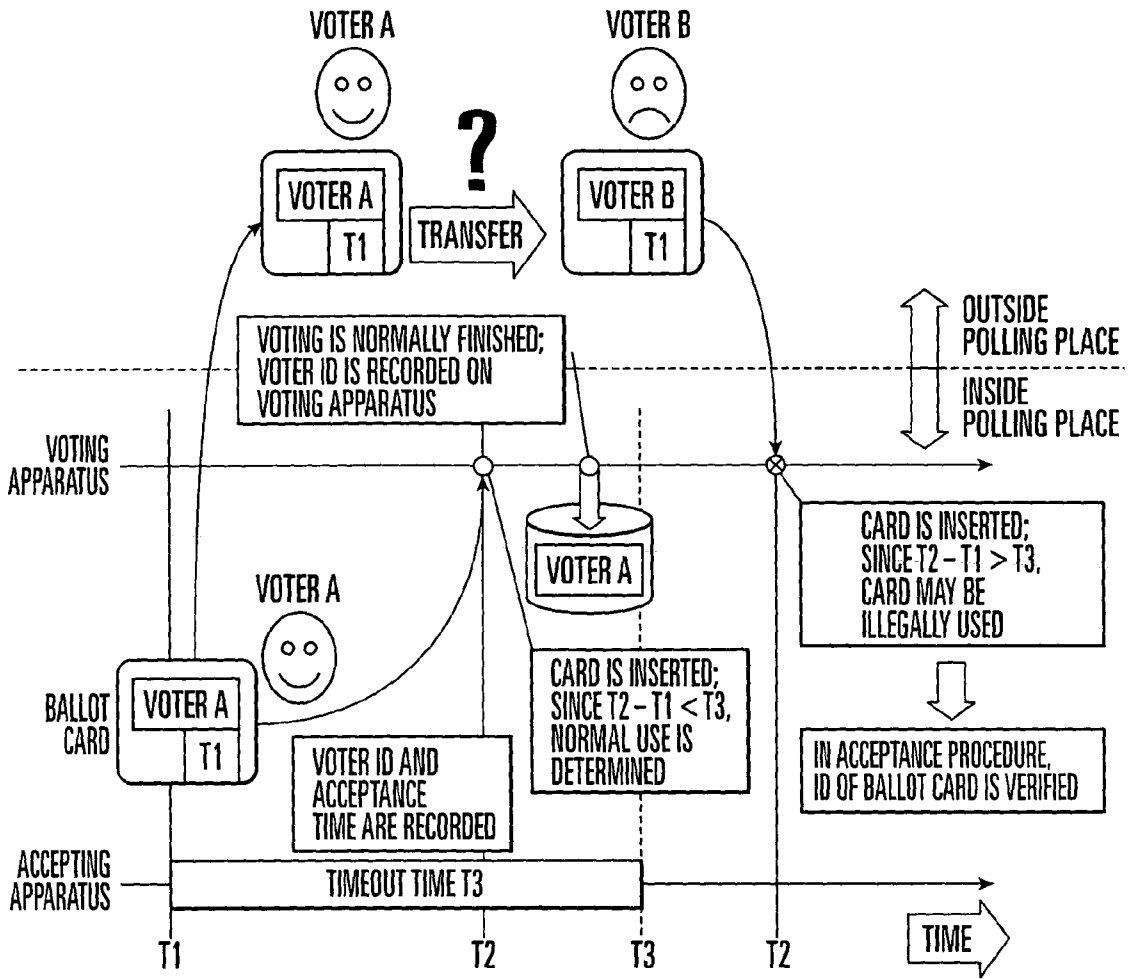 VOTER A
VOTER B
?
VOTER A
T1
TRANSFER
VOTER B
T1
OUTSIDE
POLLING PLACE
INSIDE
POLLING PLACE
VOTING IS NORMALLY FINISHED;
VOTER ID IS RECORDED ON
VOTING APPARATUS
VOTING
APPARATUS
VOTER A
CARD IS INSERTED;
SINCE T2 – T1 > T3,
CARD MAY BE
ILLEGALLY USED
VOTER A
BALLOT
CARD
VOTER A
T1
CARD IS INSERTED;
SINCE T2 – T1 < T3,
NORMAL USE IS
DETERMINED
VOTER ID AND
ACCEPTANCE
TIME ARE RECORDED
IN ACCEPTANCE PROCEDURE,
ID OF BALLOT CARD IS VERIFIED
ACCEPTING
APPARATUS
TIMEOUT TIME T3
T1
T2
T3
T2
TIME